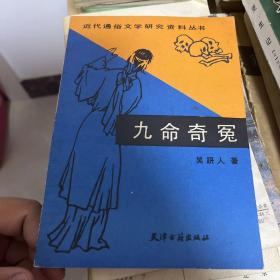 近代通俗文学研究资料丛书
九命奇冤
吴趼人 著
天津古籍出版社